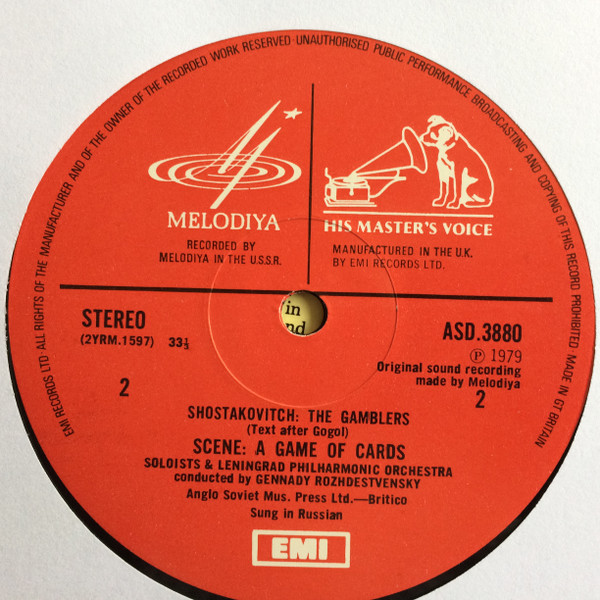 EMI RECORDS LTD ALL RIGHTS OF THE MANUFACTURER AND OF THE OWNER OF THE RECORDED WORK RESERVED UNAUTHORISED PUBLIC PERFORMANCE BROADCASTING AND COPYING OF THIS RECORD PROHIBITED MADE IN GT BRITAIN
MELODIYA
RECORDED BY
MELODIYA IN THE U.S.S.R.
HIS MASTER'S VOICE
MANUFACTURED IN THE U.K.
BY EMI RECORDS LTD.
in
nd
STEREO
(2YRM.1597) 33⅓
2
ASD.3880
Ⓟ 1979
Original sound recording
made by Melodiya
2
SHOSTAKOVITCH: THE GAMBLERS
(Text after Gogol)
SCENE: A GAME OF CARDS
SOLOISTS & LENINGRAD PHILHARMONIC ORCHESTRA
conducted by GENNADY ROZHDESTVENSKY
Anglo Soviet Mus. Press Ltd.—Britico
Sung in Russian
EMI